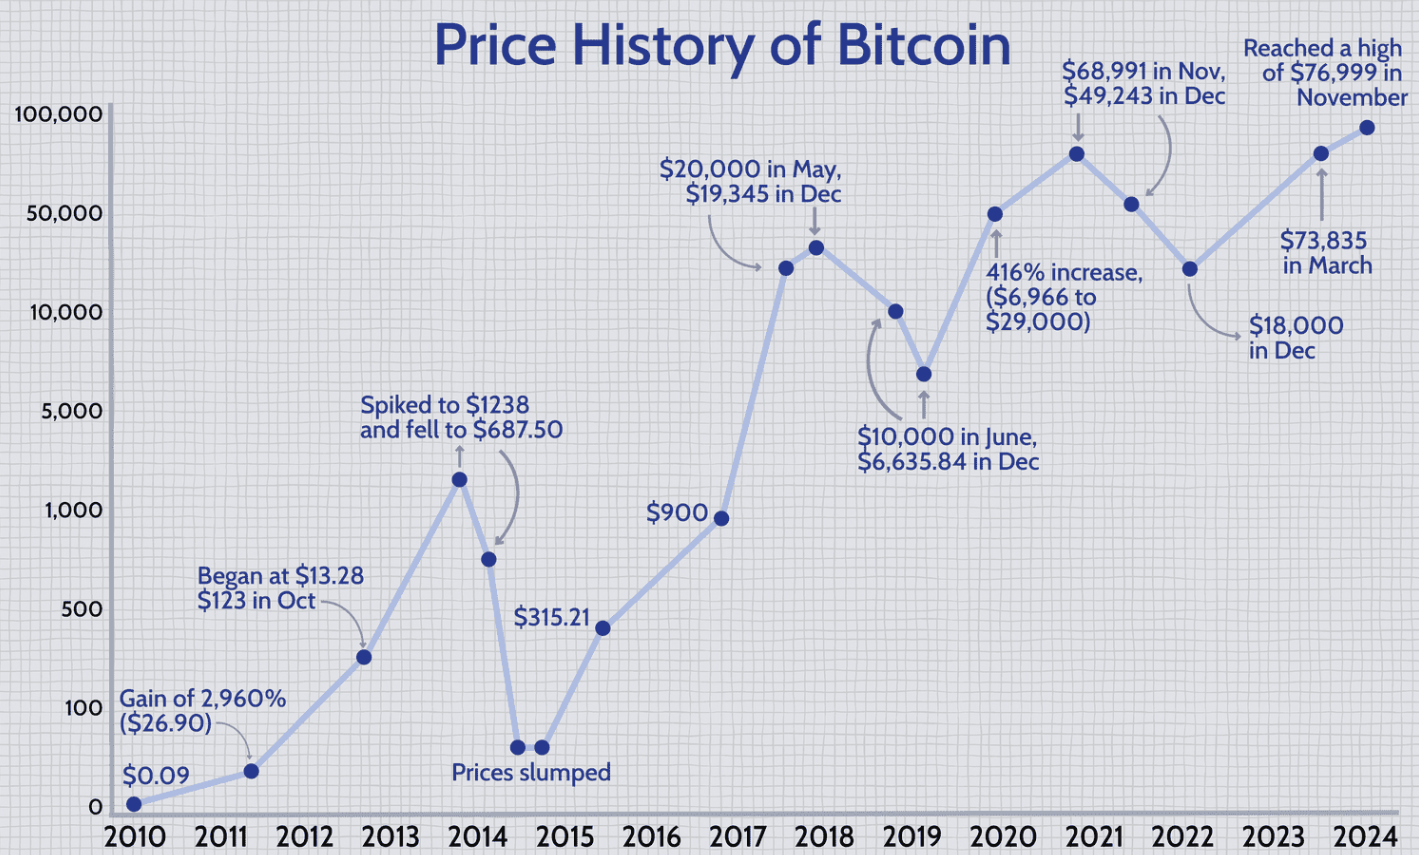 Price History of Bitcoin
Reached a high
of $76,999 in
November
$68,991 in Nov,
$49,243 in Dec
100,000
$20,000 in May,
$19,345 in Dec
50,000
$73,835
in March
416% increase,
($6,966 to
$29,000)
10,000
$18,000
in Dec
Spiked to $1238
and fell to $687.50
5,000
$10,000 in June,
$6,635.84 in Dec
1,000
$900
Began at $13.28
$123 in Oct
500
$315.21
Gain of 2,960%
($26.90)
100
$0.09
Prices slumped
0
2010 2011 2012 2013 2014 2015 2016 2017 2018 2019 2020 2021 2022 2023 2024